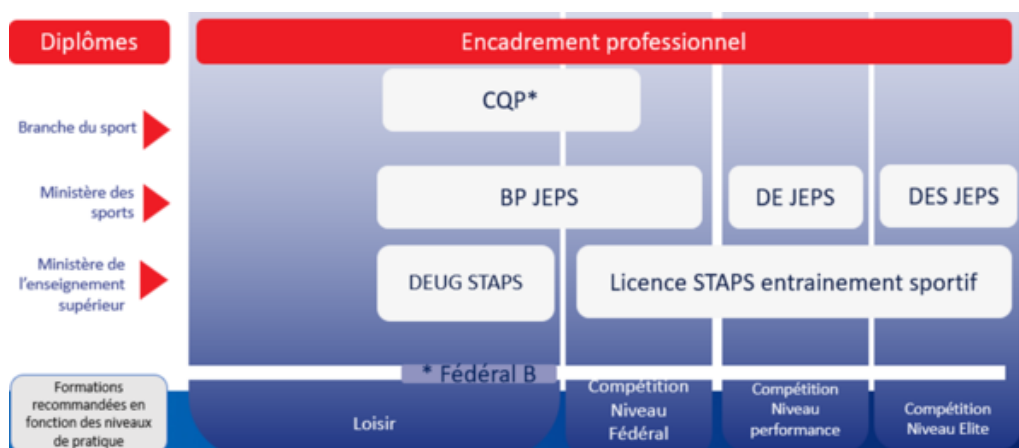 Diplômes
Encadrement professionnel
Branche du sport
CQP*
Ministère des
sports
BP JEPS
DE JEPS
DES JEPS
Ministère de
l'enseignement
supérieur
DEUG STAPS
Licence STAPS entrainement sportif
* Fédéral B
Formations
recommandées en
fonction des niveaux
de pratique
Loisir
Compétition
Niveau
Fédéral
Compétition
Niveau
performance
Compétition
Niveau Elite